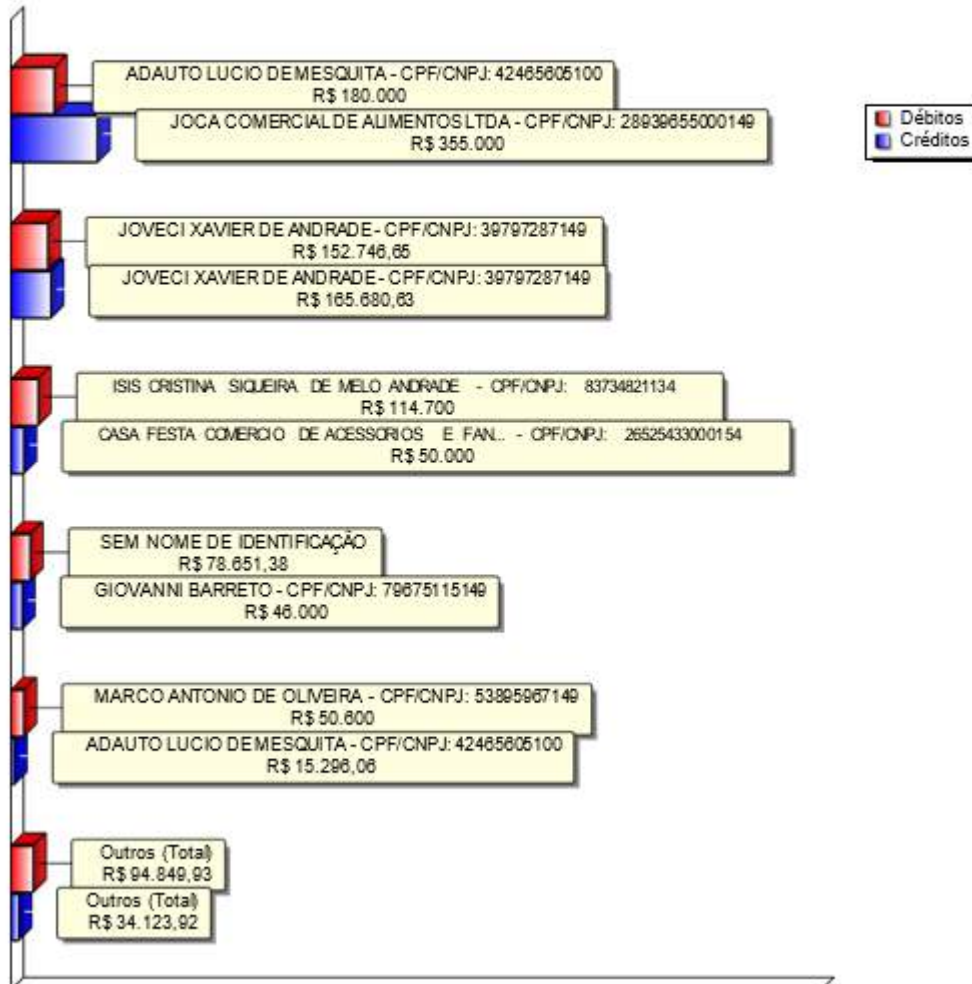 ADAUTO LUCIO DE MESQUITA - CPF/CNPJ: 42465605100
R$ 180.000
JOCA COMERCIAL DE ALIMENTOS LTDA - CPF/CNPJ: 28939655000149
R$ 355.000
Débitos
Créditos
JOVECI XAVIER DE ANDRADE - CPF/CNPJ: 39797287149
R$ 152.746,65
JOVECI XAVIER DE ANDRADE - CPF/CNPJ: 39797287149
R$ 165.680,63
ISIS CRISTINA SIQUEIRA DE MELO ANDRADE - CPF/CNPJ: 83734821134
R$ 114.700
CASA FESTA COMERCIO DE ACESSORIOS E FAN... - CPF/CNPJ: 26525433000154
R$ 50.000
SEM NOME DE IDENTIFICAÇÃO
R$ 78.651,38
GIOVANNI BARRETO - CPF/CNPJ: 79675115149
R$ 46.000
MARCO ANTONIO DE OLIVEIRA - CPF/CNPJ: 53895967149
R$ 50.600
ADAUTO LUCIO DE MESQUITA - CPF/CNPJ: 42465605100
R$ 15.296,06
Outros (Total)
R$ 94.849,93
Outros (Total)
R$ 34.123,92